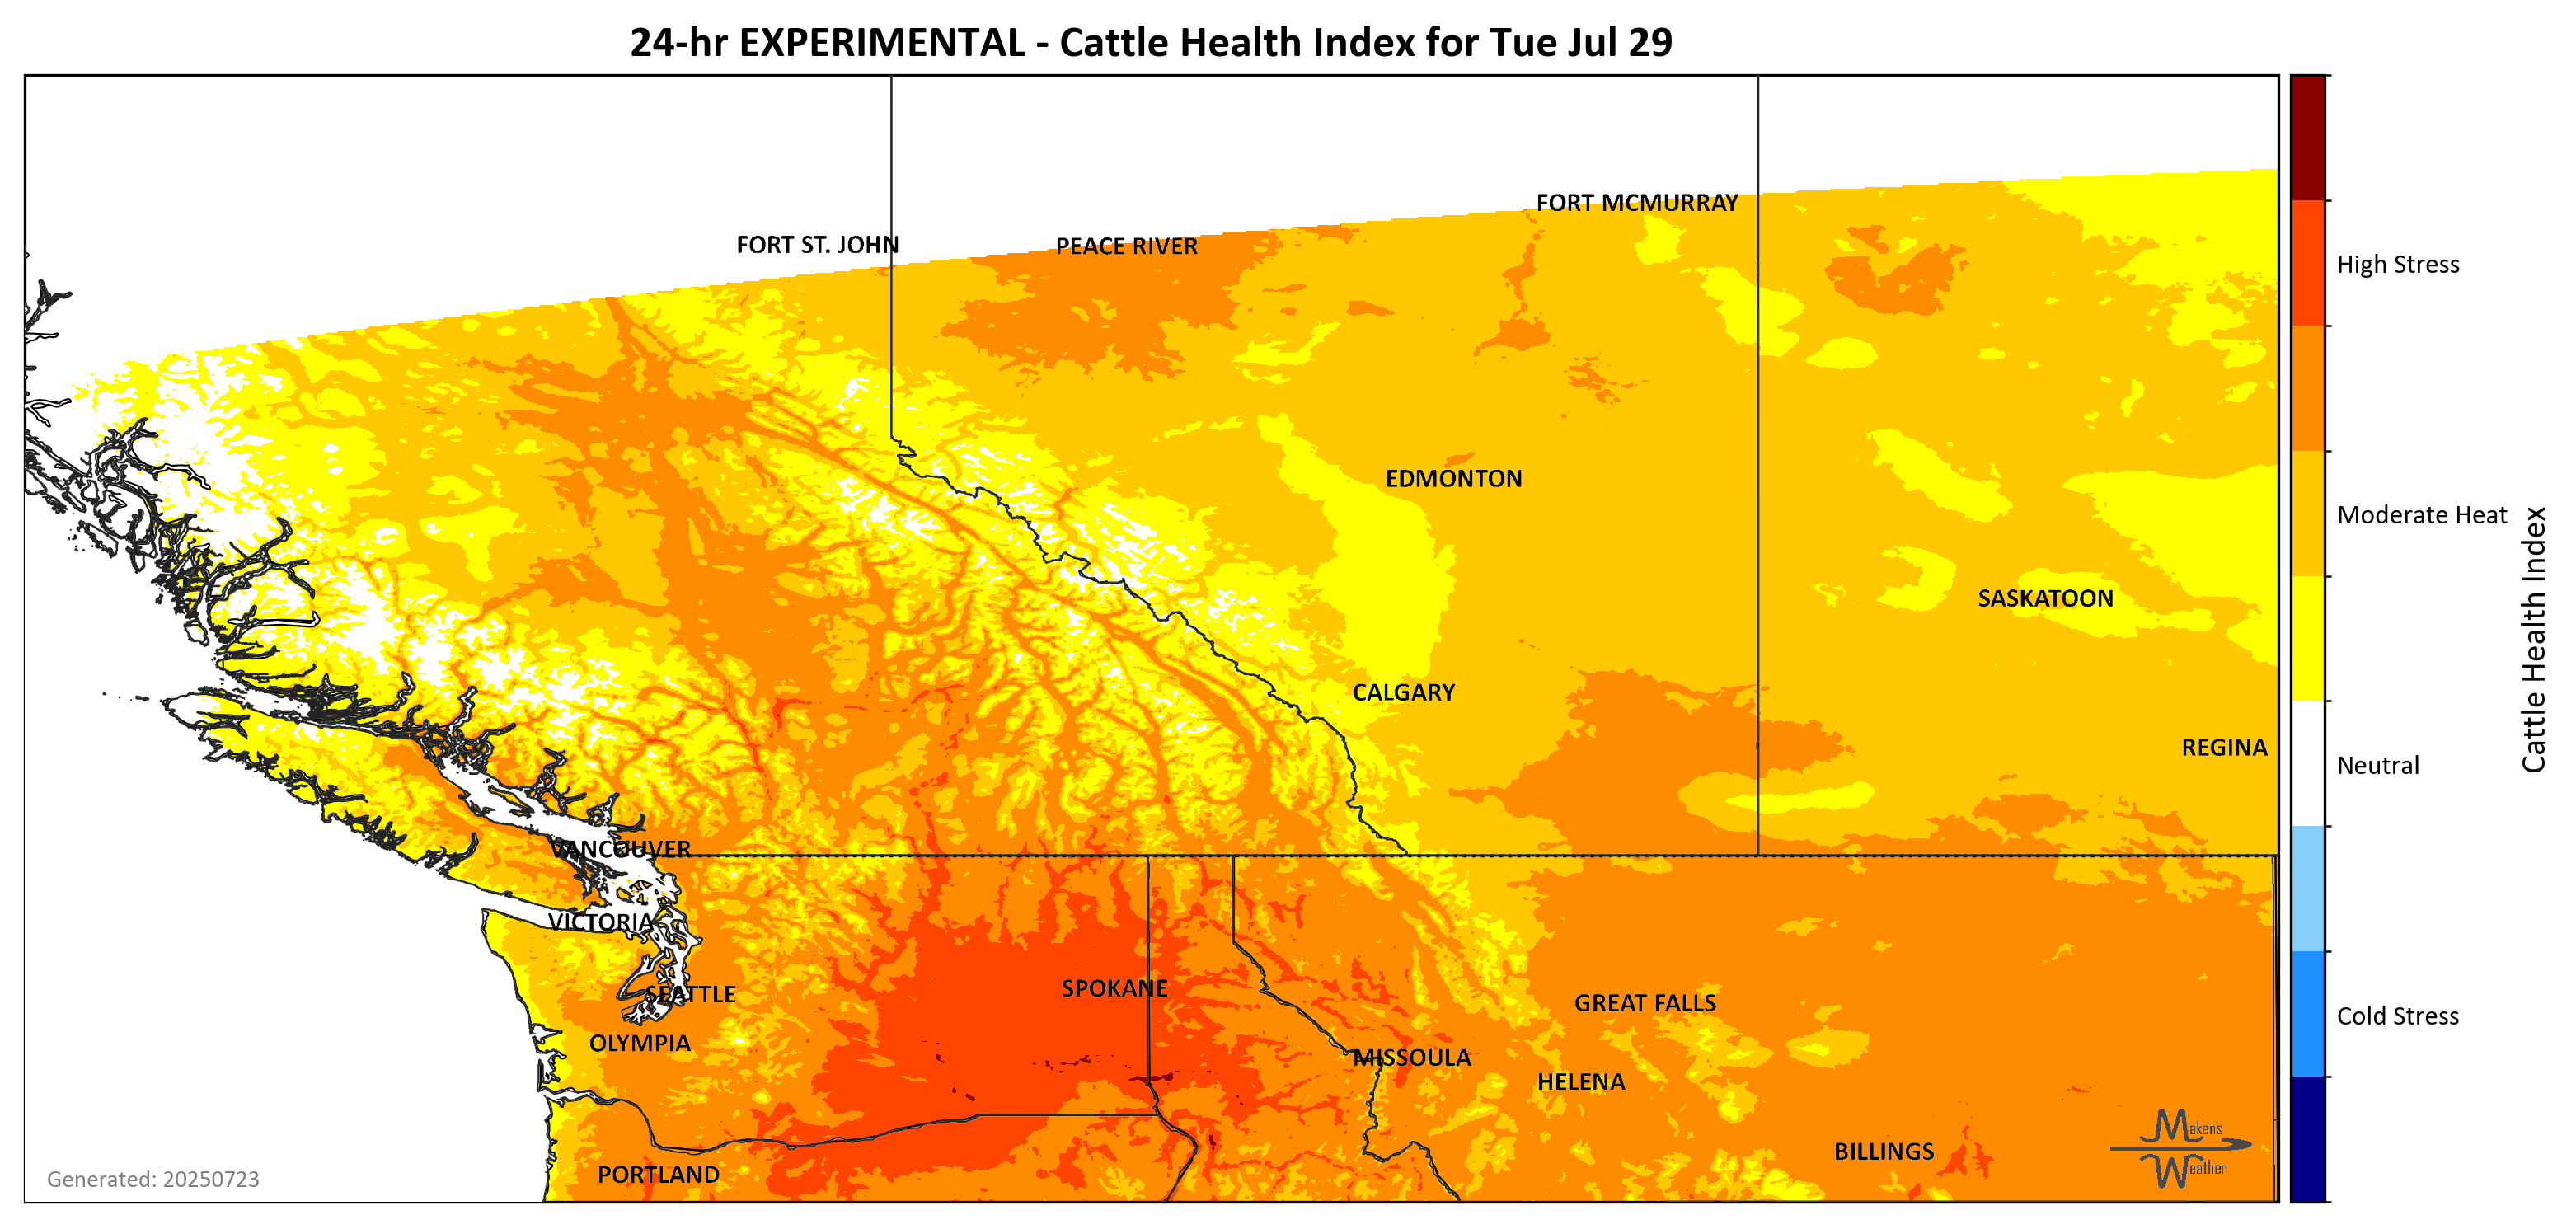 24-hr EXPERIMENTAL - Cattle Health Index for Tue Jul 29
FORT MCMURRAY
FORT ST. JOHN
PEACE RIVER
High Stress
EDMONTON
Moderate Heat
SASKATOON
Cattle Health Index
CALGARY
REGINA
Neutral
VANCOUVER
VICTORIA
SPOKANE
SEATTLE
GREAT FALLS
Cold Stress
OLYMPIA
MISSOULA
HELENA
Makens
BILLINGS
Weather
PORTLAND
Generated: 20250723